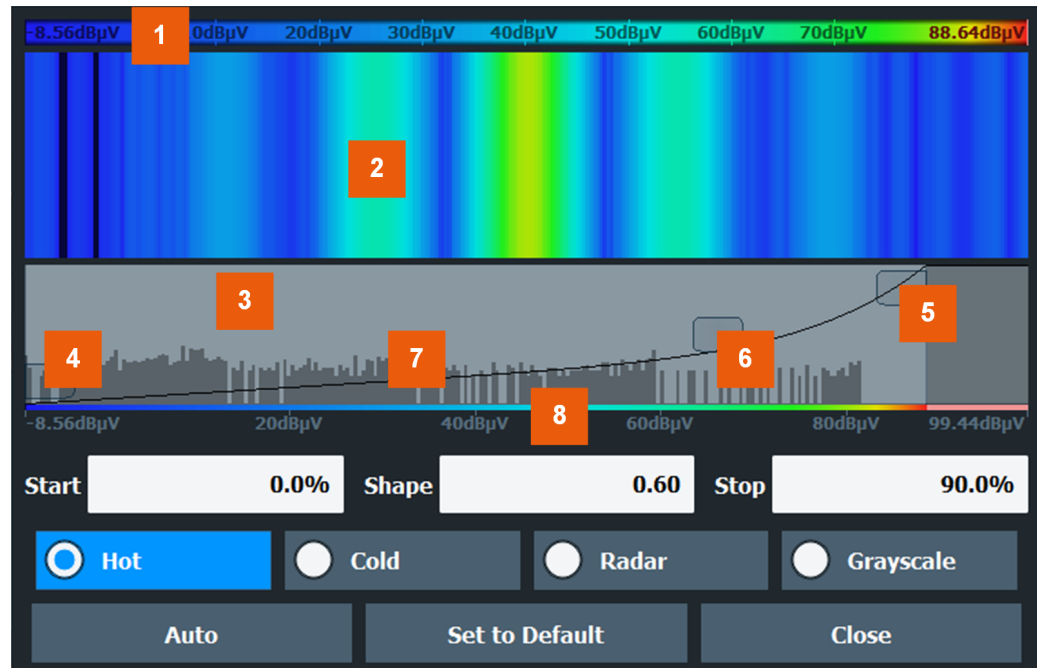 -8.56dBµV 1 0dBµV 20dBµV 30dBµV 40dBµV 50dBµV 60dBµV 70dBµV 88.64dBµV
2
3
5
4 7 6
8
-8.56dBµV 20dBµV 40dBµV 60dBµV 80dBµV 99.44dBµV
Start 0.0% Shape 0.60 Stop 90.0%
Hot Cold Radar Grayscale
Auto Set to Default Close